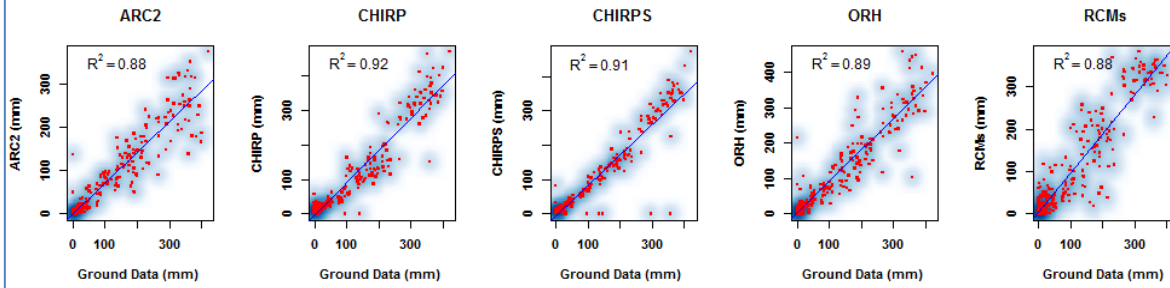 ARC2 CHIRP CHIRPS ORH RCMs
R² = 0.88 R² = 0.92 R² = 0.91 R² = 0.89 R² = 0.88
ARC2 (mm)
0 100 200 300
0 100 300
Ground Data (mm)
CHIRP (mm)
0 100 300
0 100 300
Ground Data (mm)
CHIRPS (mm)
0 100 300
0 100 300
Ground Data (mm)
ORH (mm)
0 100 200 300 400
0 100 300
Ground Data (mm)
RCMs (mm)
0 100 200 300
0 100 300
Ground Data (mm)